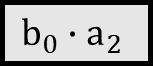 b₀ · a₂